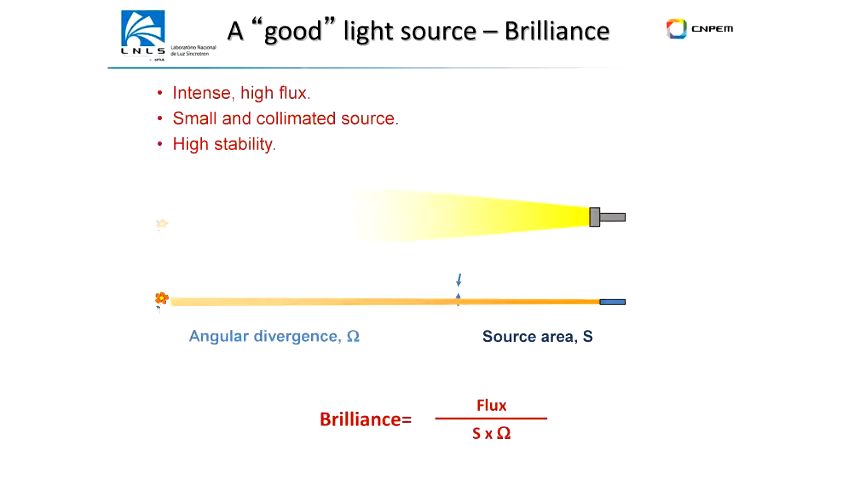 A “good” light source – Brilliance
LNLS
Laboratório Nacional
de Luz Síncrotron
CNPEM
• Intense, high flux.
• Small and collimated source.
• High stability.
Angular divergence, Ω
Source area, S
Brilliance=
Flux
S x Ω